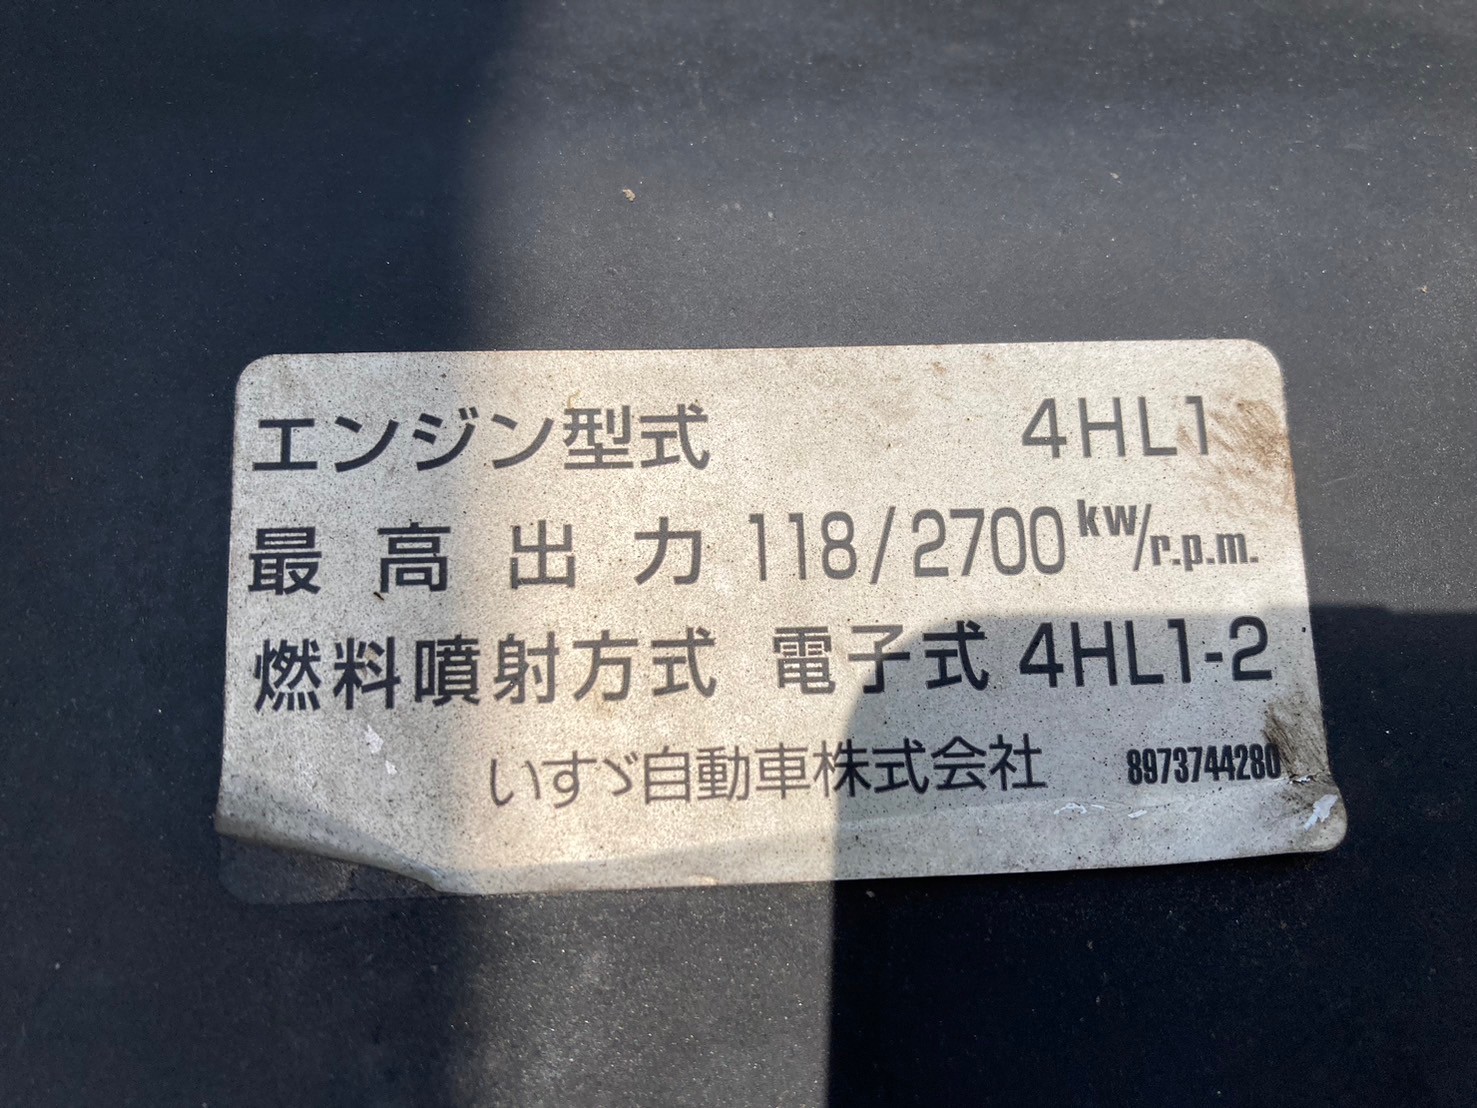 エンジン型式 4HL1
最高出力 118/2700 kw/r.p.m.
燃料噴射方式 電子式 4HL1-2
いすゞ自動車株式会社 8973744280